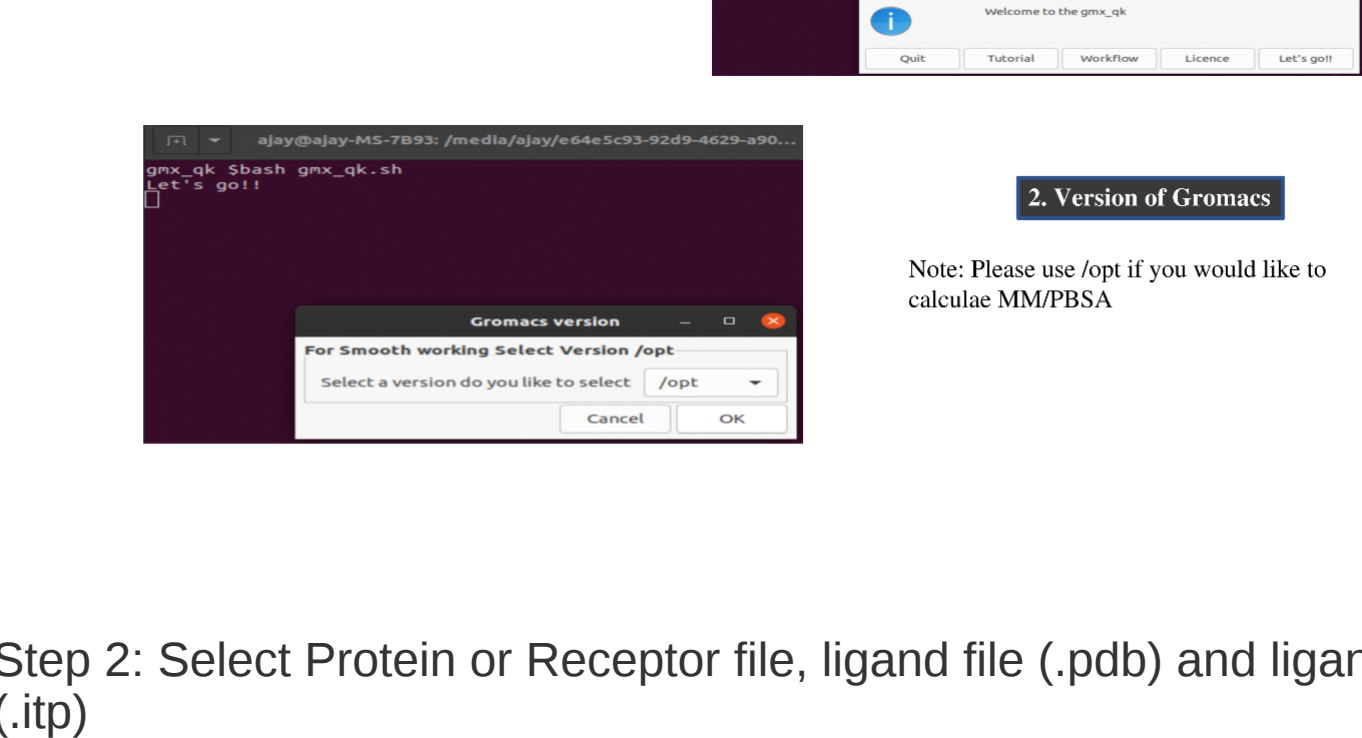 Welcome to the gmx_qk
Quit Tutorial Workflow Licence Let's go!!
ajay@ajay-MS-7B93: /media/ajay/e64e5c93-92d9-4629-a90...
gmx_qk $bash gmx_qk.sh
Let's go!!
Gromacs version
For Smooth working Select Version /opt
Select a version do you like to select /opt
Cancel OK
2. Version of Gromacs
Note: Please use /opt if you would like to
calculae MM/PBSA
Step 2: Select Protein or Receptor file, ligand file (.pdb) and ligan
(.itp)